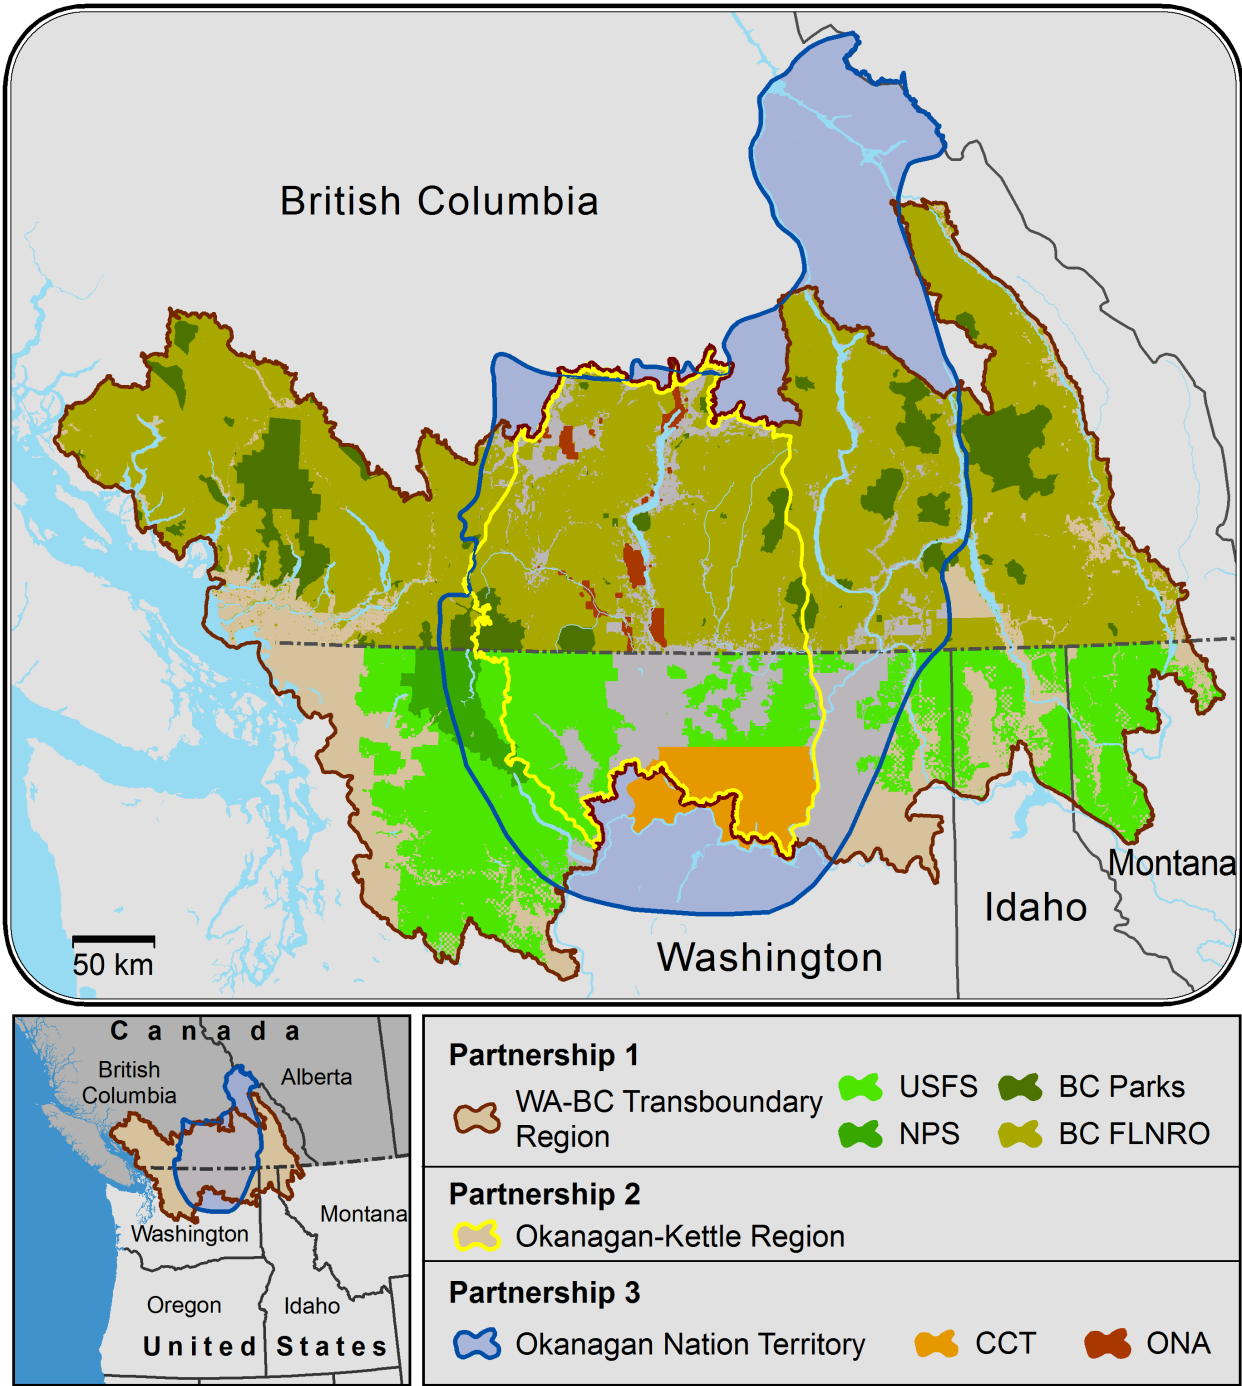 British Columbia
Montana
Idaho
Washington
50 km
Canada
British
Columbia
Alberta
Montana
Washington
Oregon
Idaho
United States
Partnership 1
WA-BC Transboundary
Region
USFS
BC Parks
NPS
BC FLNRO
Partnership 2
Okanagan-Kettle Region
Partnership 3
Okanagan Nation Territory
CCT
ONA